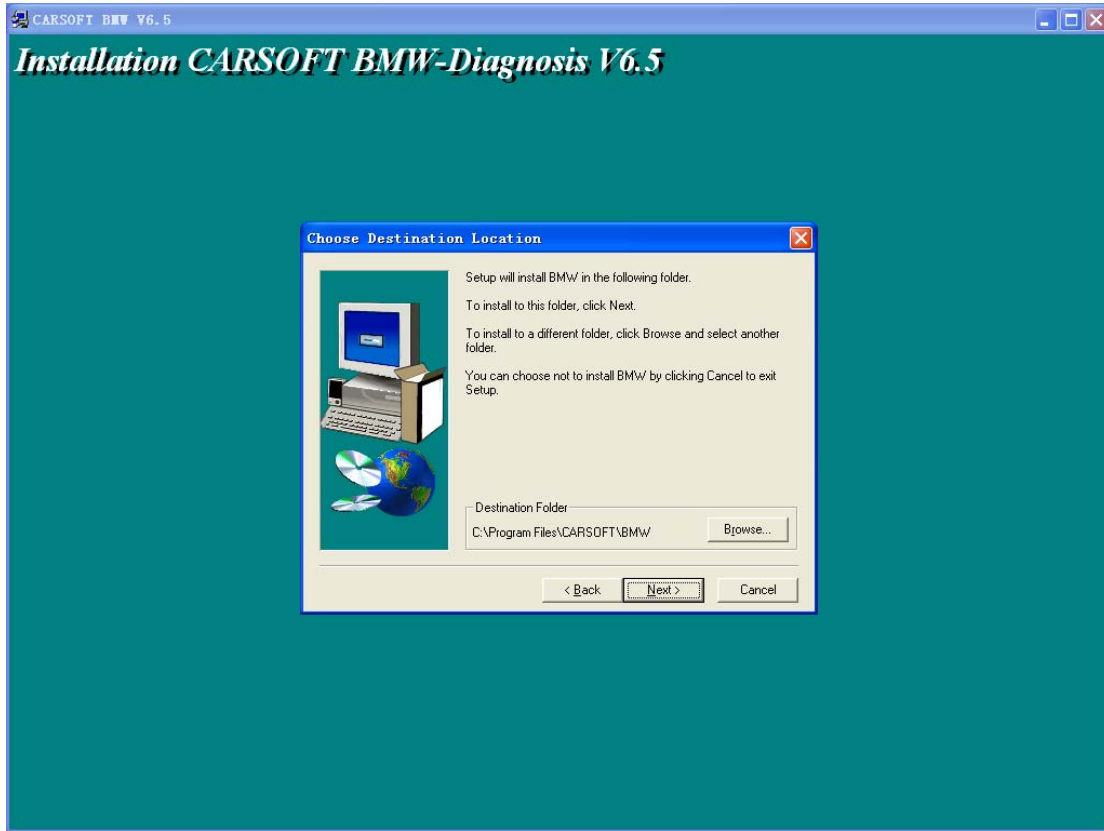 CARSOFT BMW V6.5
Installation CARSOFT BMW-Diagnosis V6.5
Choose Destination Location
Setup will install BMW in the following folder.
To install to this folder, click Next.
To install to a different folder, click Browse and select another
folder.
You can choose not to install BMW by clicking Cancel to exit
Setup.
Destination Folder
C:\Program Files\CARSOFT\BMW
Browse...
< Back
Next >
Cancel